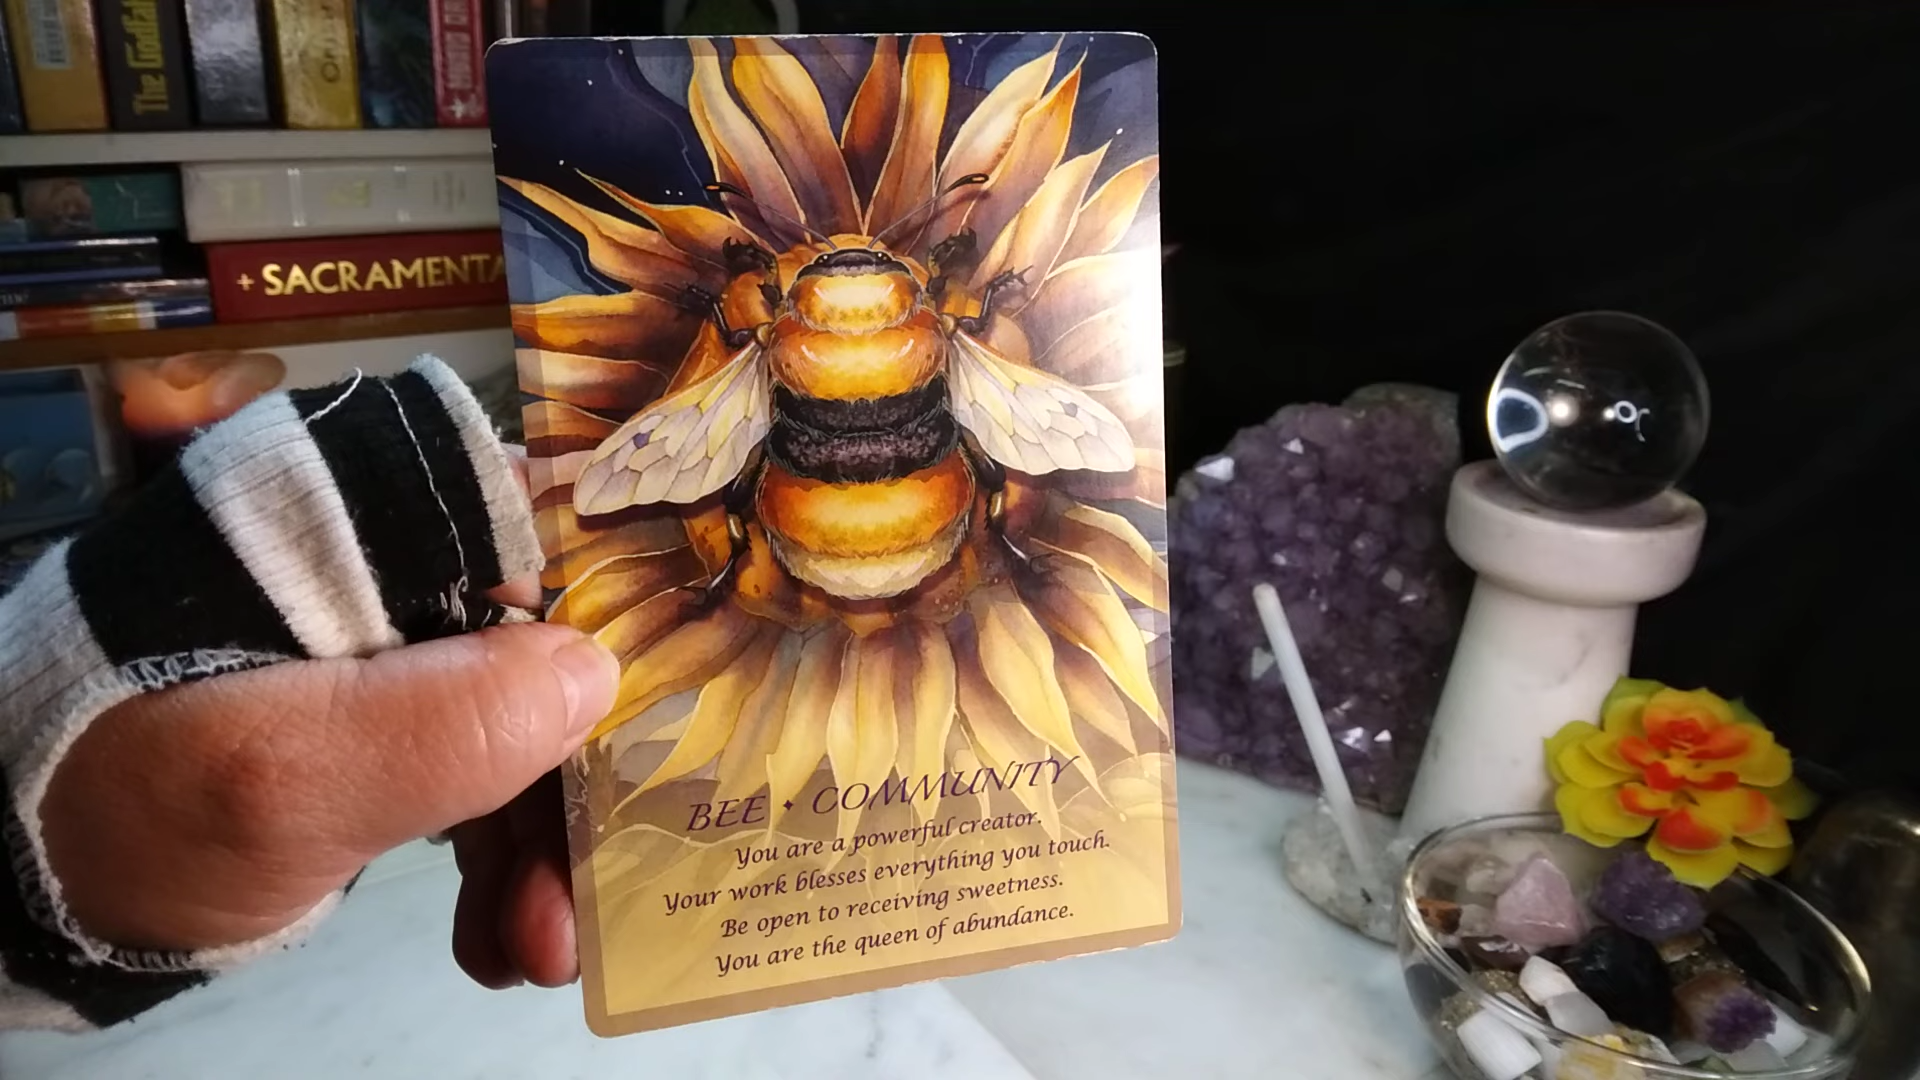 The Godfat
+ SACRAMENTA
BEE • COMMUNITY
You are a powerful creator.
Your work blesses everything you touch.
Be open to receiving sweetness.
You are the queen of abundance.